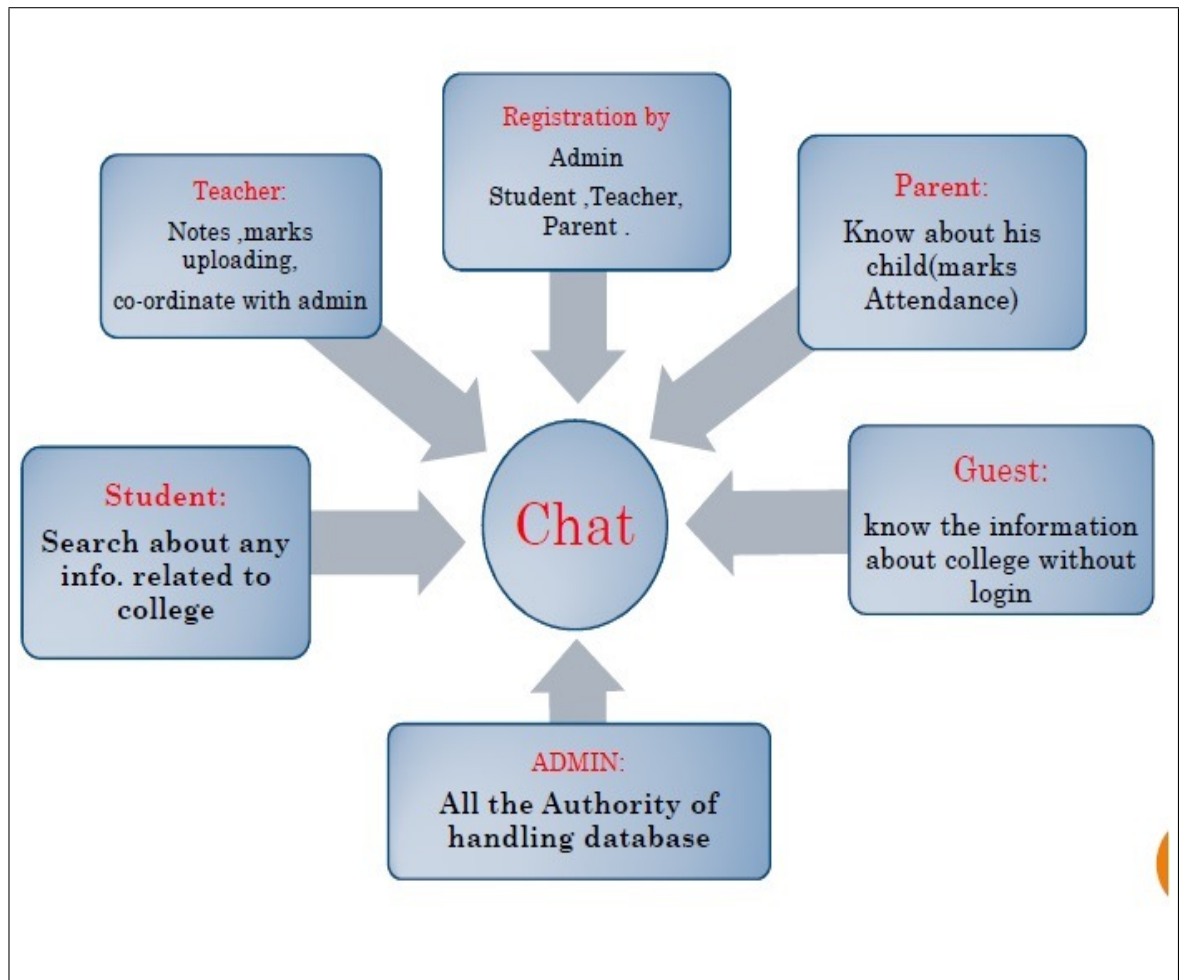 Registration by
Admin
Student ,Teacher,
Parent .
Teacher:
Notes ,marks
uploading,
co-ordinate with admin
Parent:
Know about his
child(marks
Attendance)
Student:
Search about any
info. related to
college
Chat
Guest:
know the information
about college without
login
ADMIN:
All the Authority of
handling database